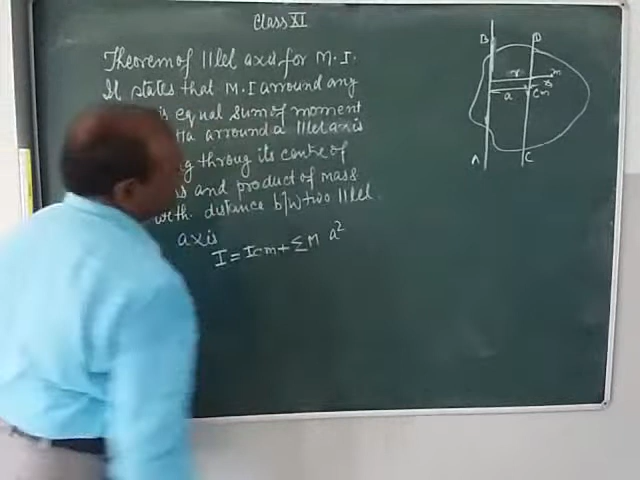 Class XI
Theorem of 11lel axis for M.I.
It states that M.I arround any
is equal sum of moment
arround a 11lel axis
g throug its centre of
and product of mass
with distance b/w two 11lel
axis
I = Icm + ΣM a²
B
D
x
m
a
cm
A
C